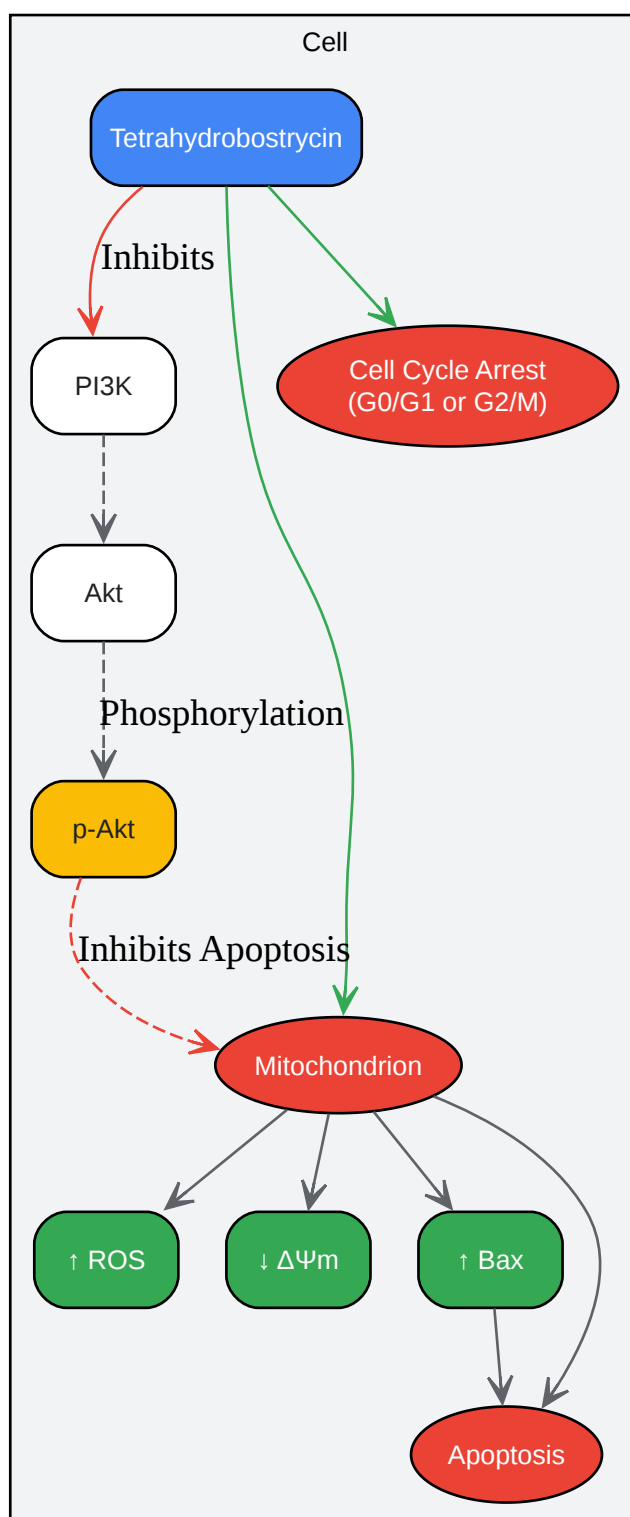 Cell
Tetrahydrobostrycin
Inhibits
PI3K
Cell Cycle Arrest
(G0/G1 or G2/M)
Akt
Phosphorylation
p-Akt
Inhibits Apoptosis
Mitochondrion
↑ ROS
↓ ΔΨm
↑ Bax
Apoptosis